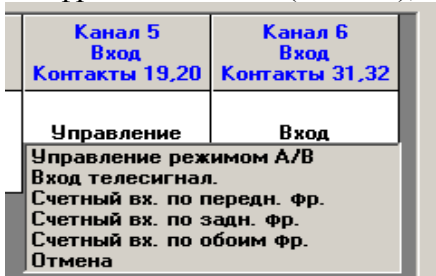 Канал 5 Канал 6
Вход Вход
Контакты 19,20 Контакты 31,32
Управление Вход
Управление режимом А/В
Вход телесигнал.
Счетный вх. по передн. фр.
Счетный вх. по задн. фр.
Счетный вх. по обоим фр.
Отмена